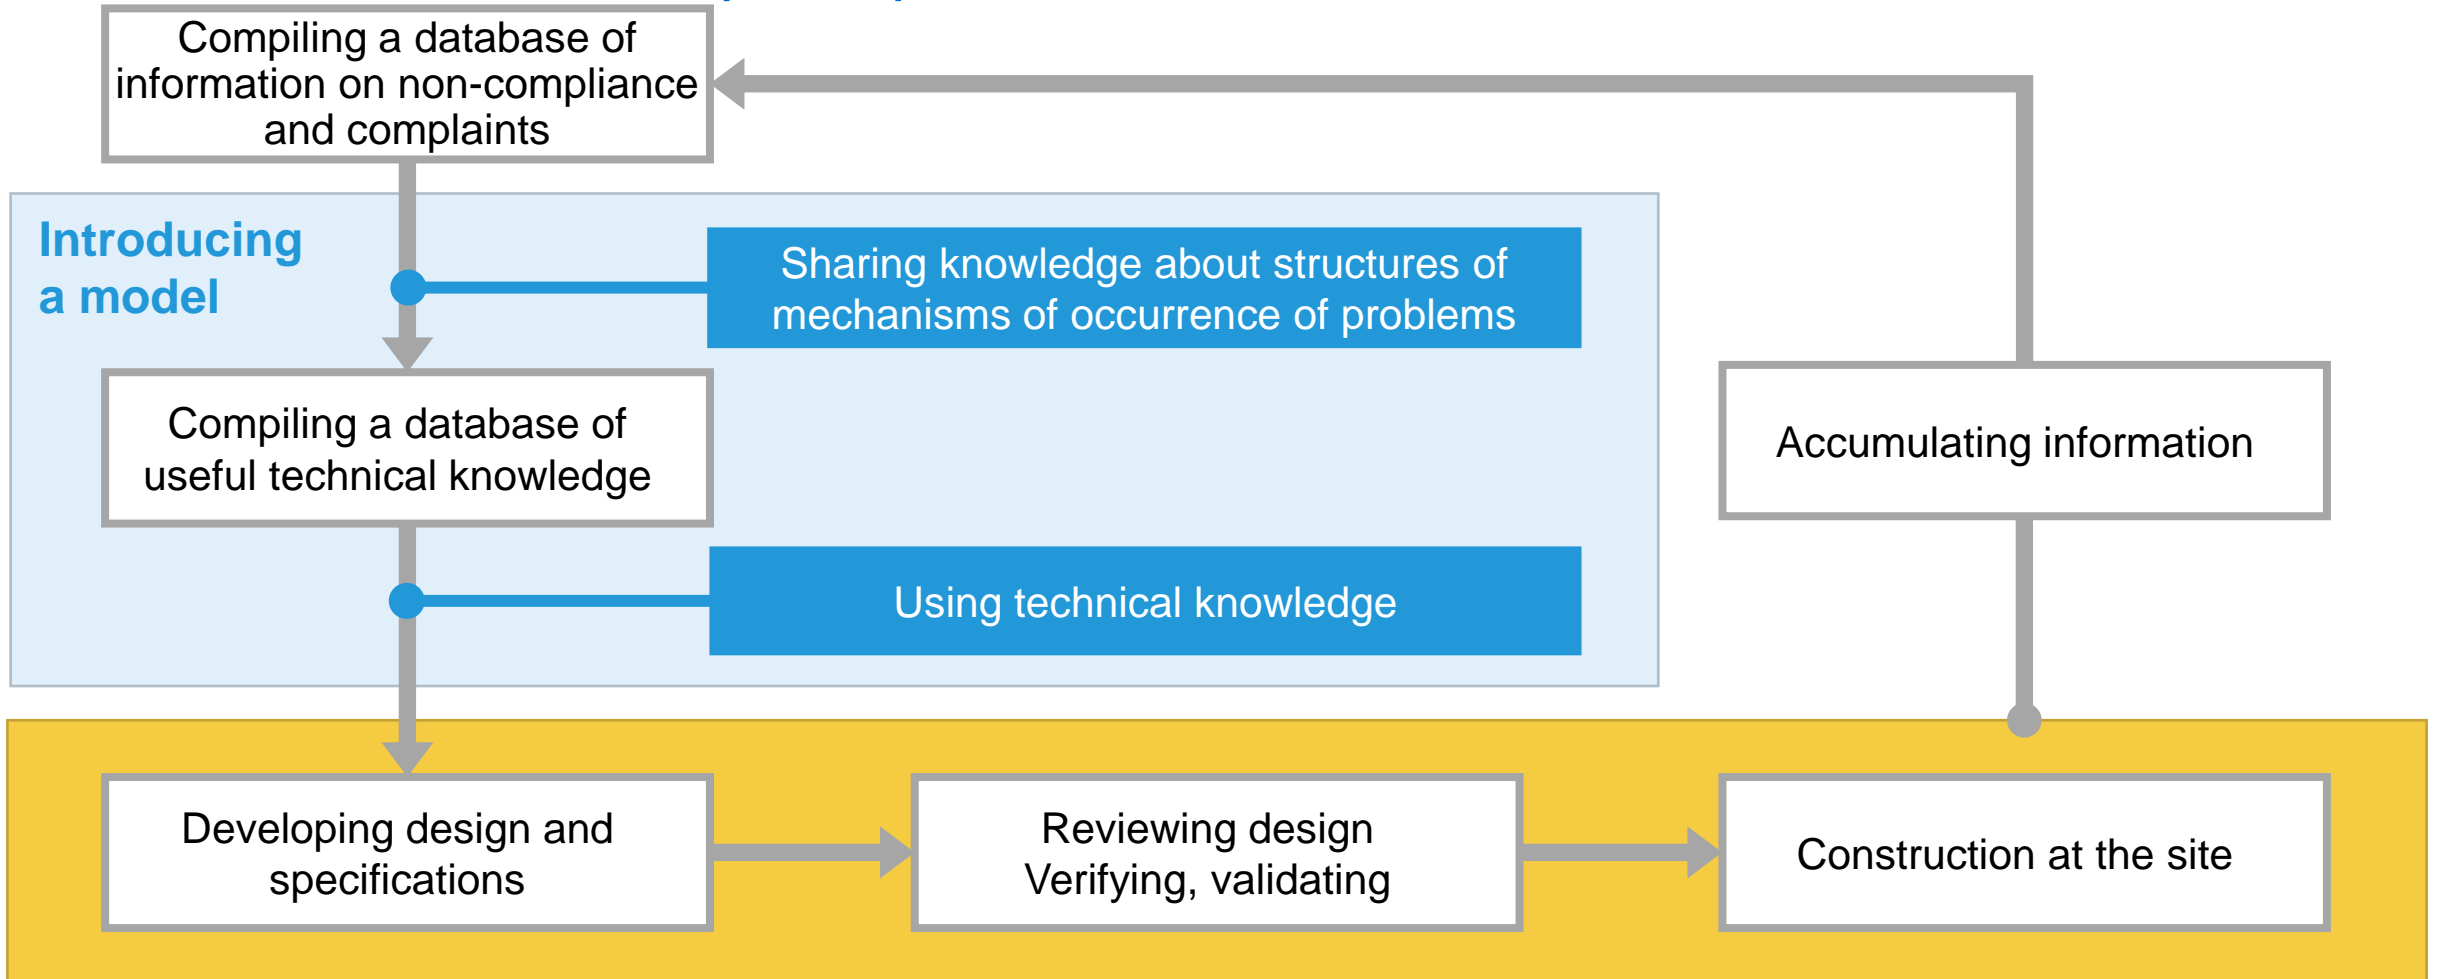 Compiling a database of
information on non-compliance
and complaints
Introducing
a model
Sharing knowledge about structures of
mechanisms of occurrence of problems
Compiling a database of
useful technical knowledge
Accumulating information
Using technical knowledge
Developing design and
specifications
Reviewing design
Verifying, validating
Construction at the site